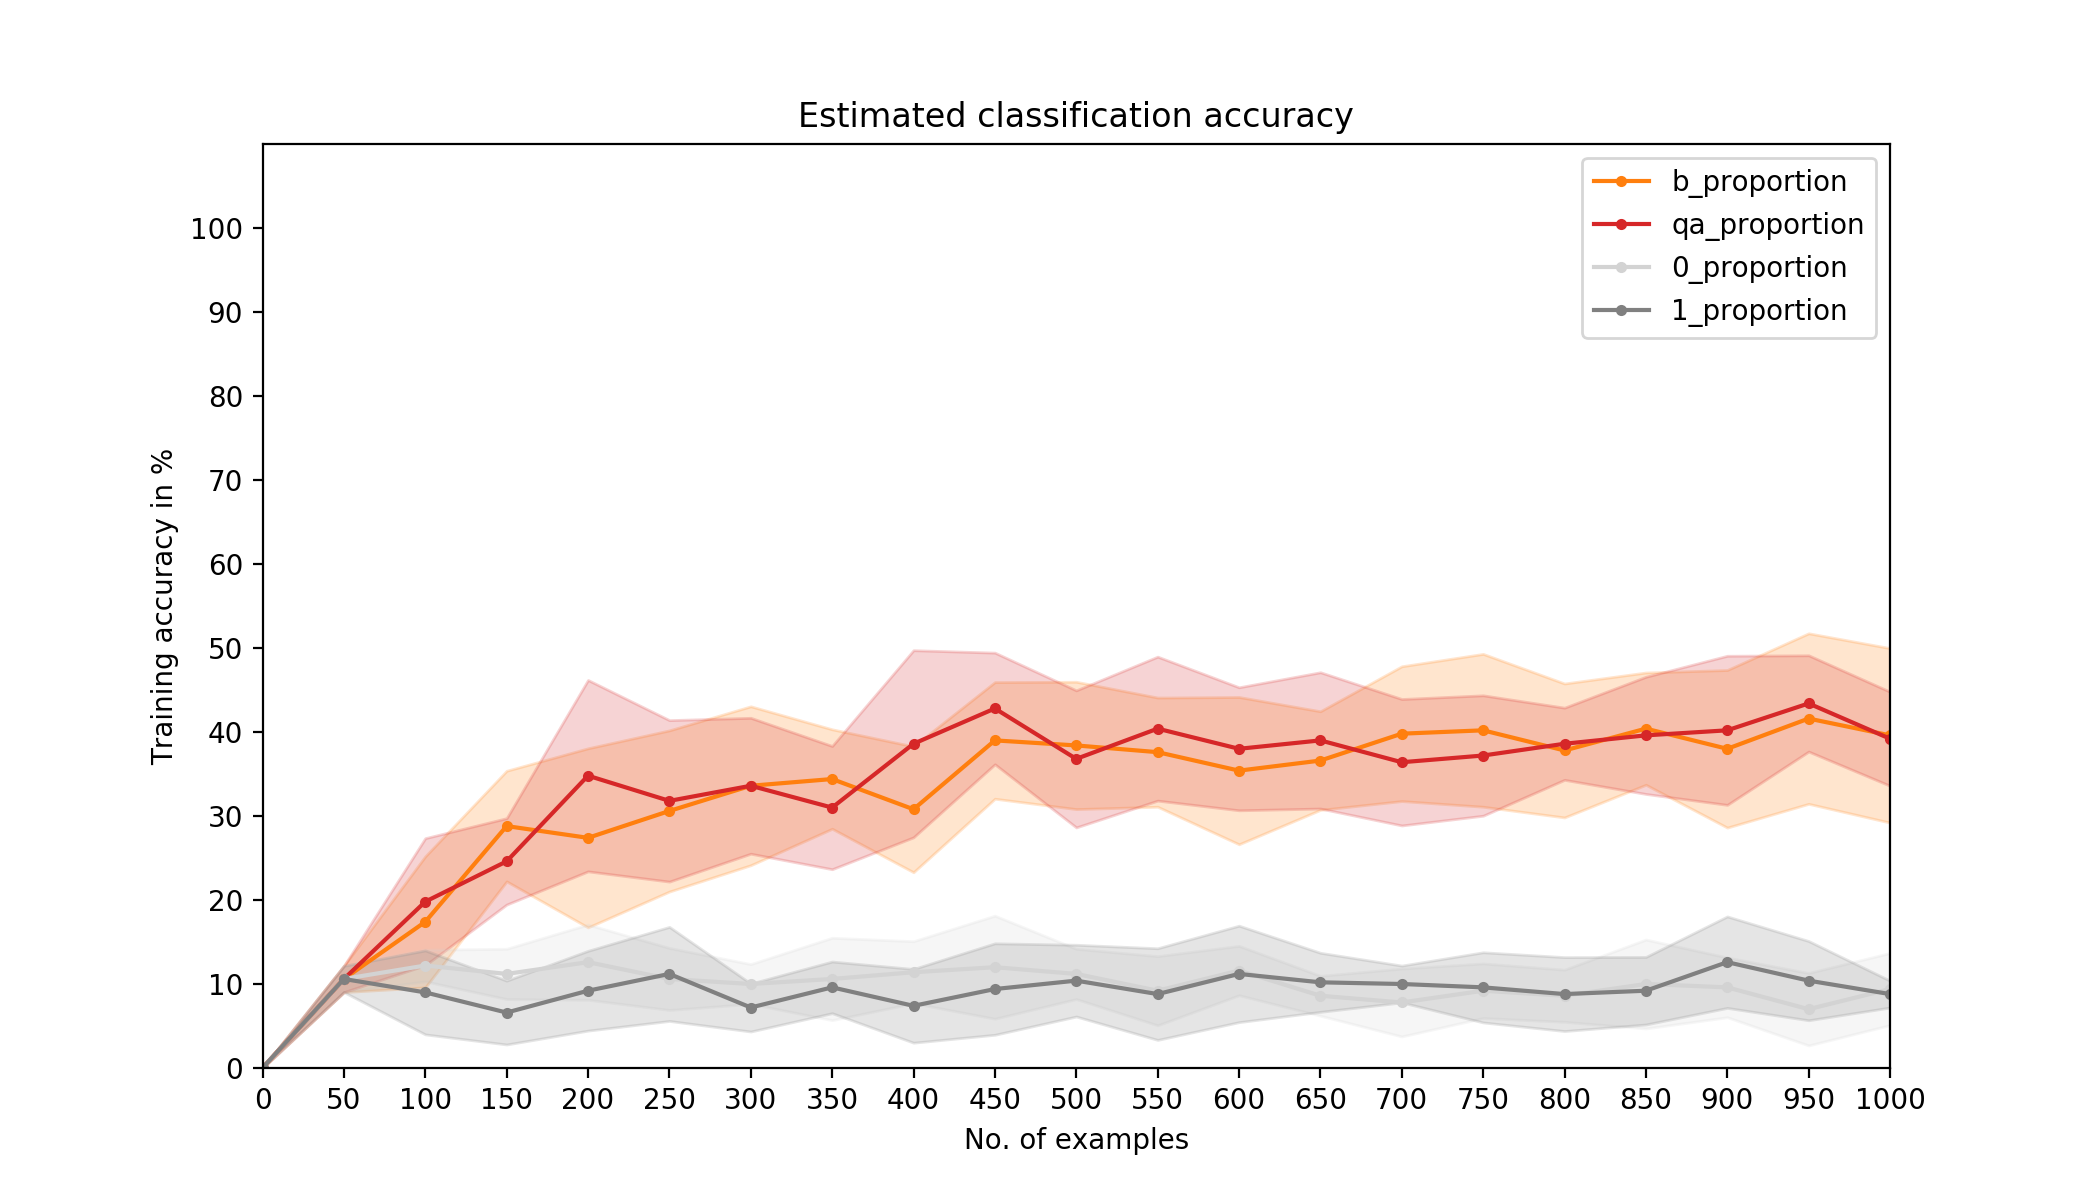 Estimated classification accuracy
b_proportion
qa_proportion
0_proportion
1_proportion
Training accuracy in %
100
90
80
70
60
50
40
30
20
10
0
0 50 100 150 200 250 300 350 400 450 500 550 600 650 700 750 800 850 900 950 1000
No. of examples